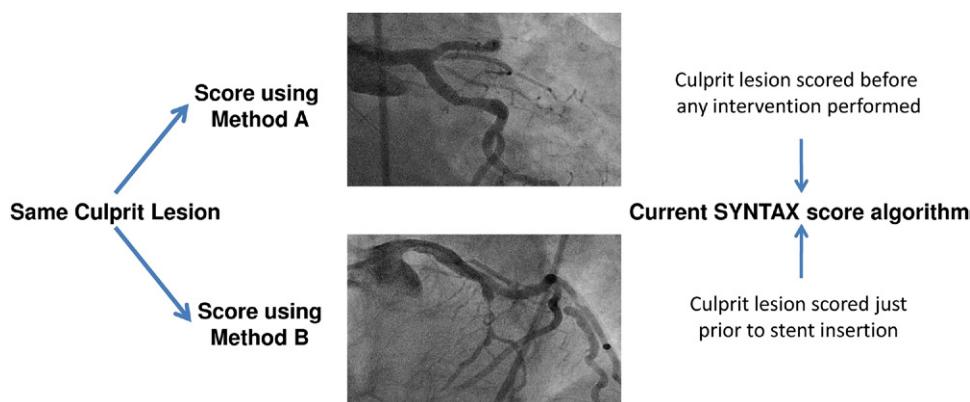 Score using
Method A
Culprit lesion scored before
any intervention performed
Same Culprit Lesion
Current SYNTAX score algorithm
Score using
Method B
Culprit lesion scored just
prior to stent insertion